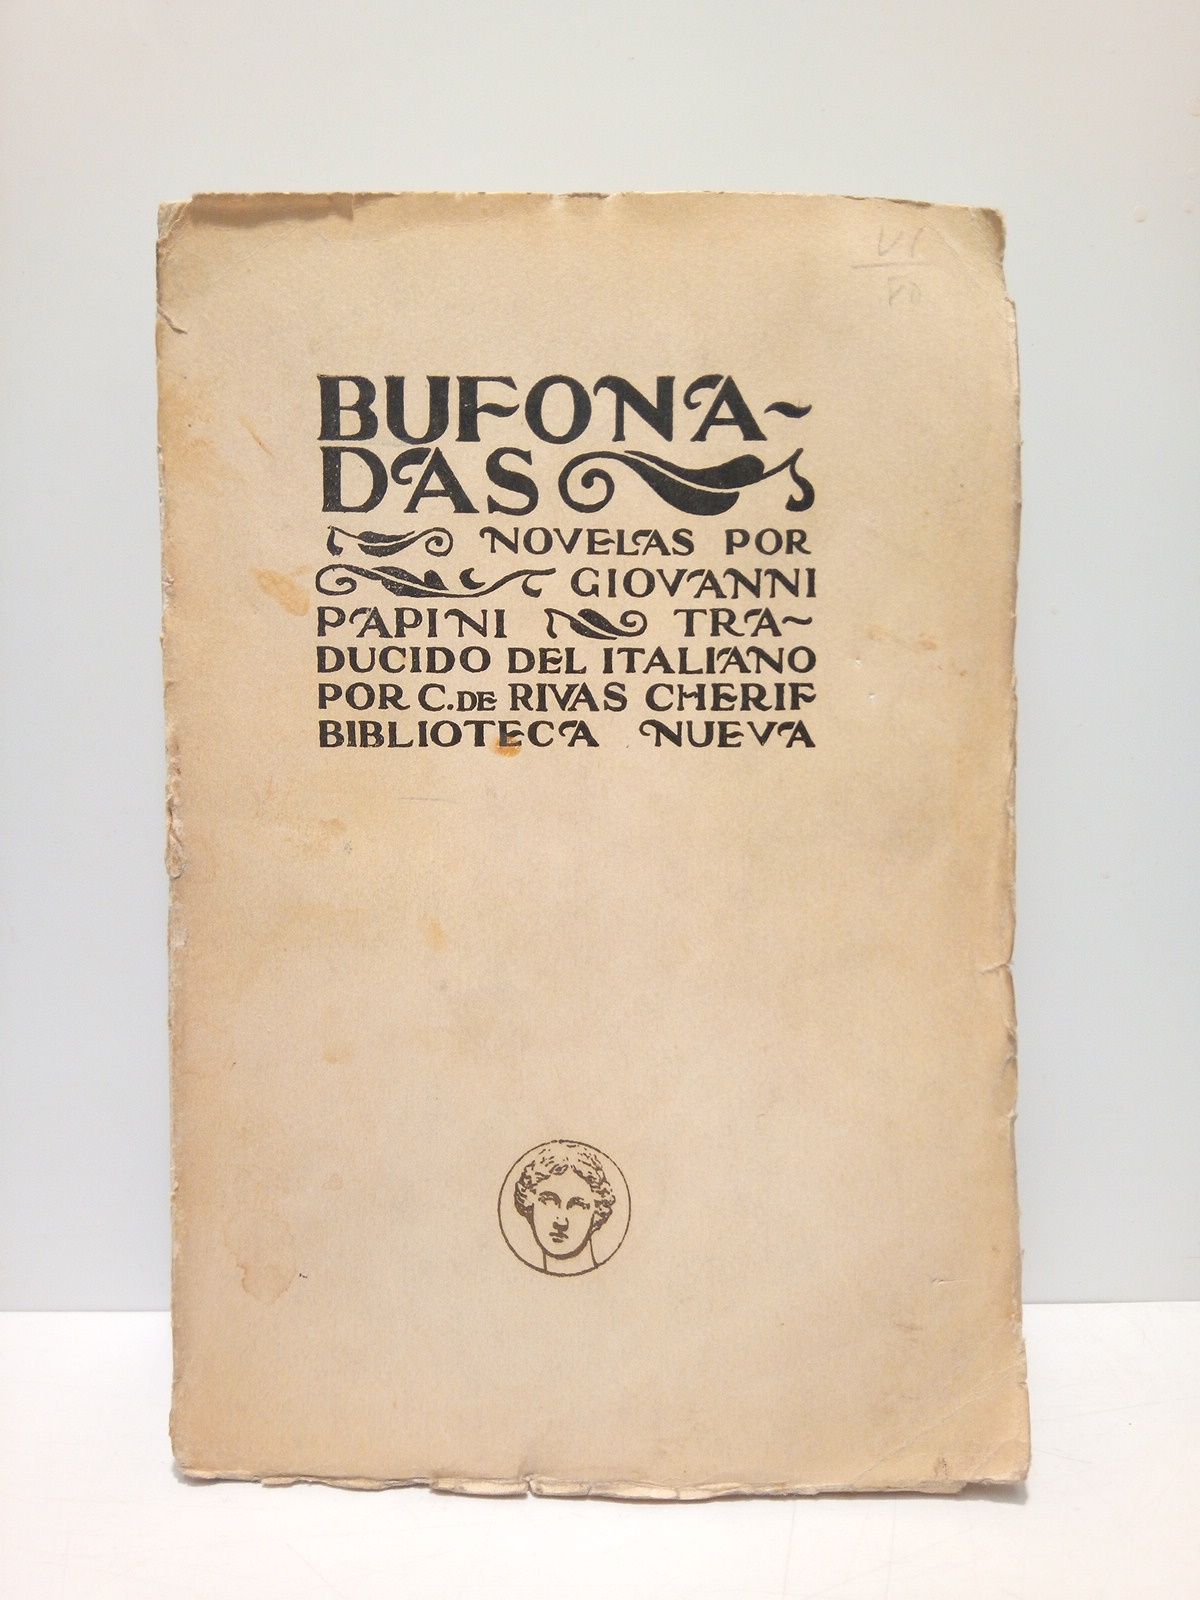 BUFONA~
DAS
NOVELAS POR
GIOVANNI
PAPINI TRA~
DUCIDO DEL ITALIANO
POR C. DE RIVAS CHERIF
BIBLIOTECA NUEVA